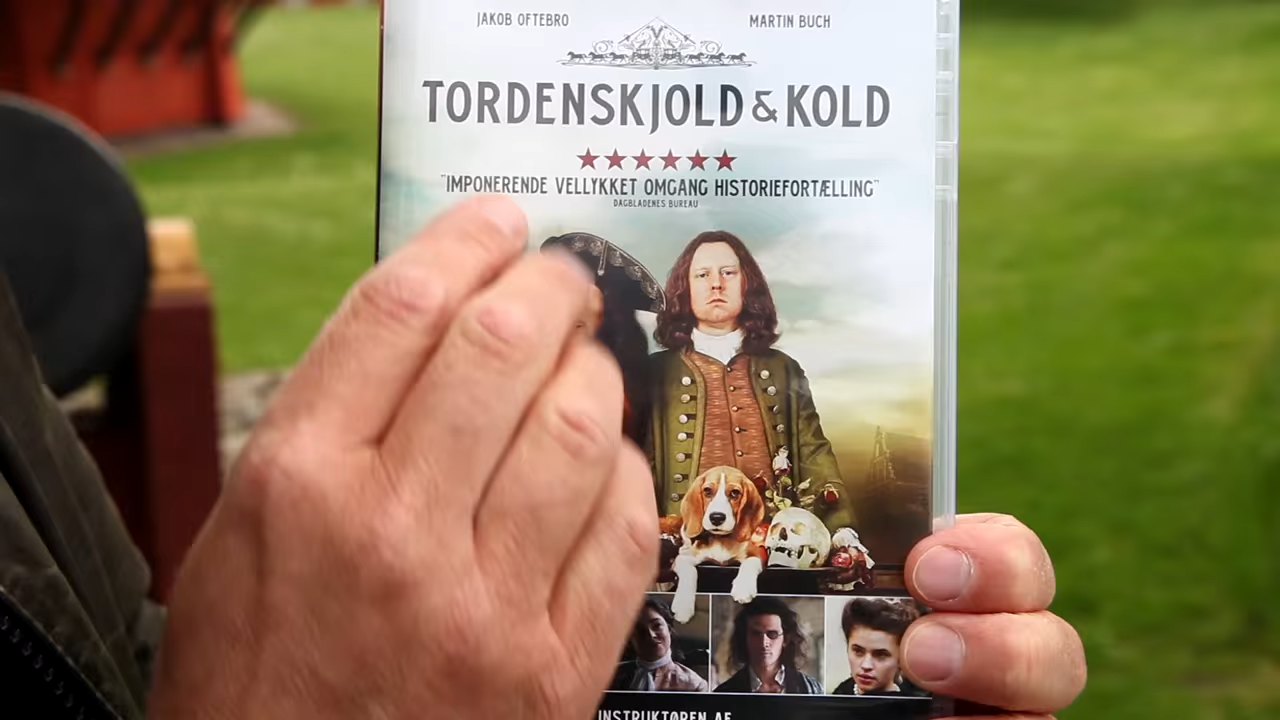 JAKOB OFTEBRO
MARTIN BUCH
TORDENSKJOLD & KOLD
"IMPONERENDE VELLYKKET OMGANG HISTORIEFORTÆLLING"
DAGBLADENES BUREAU
INSTRUKTØREN AF